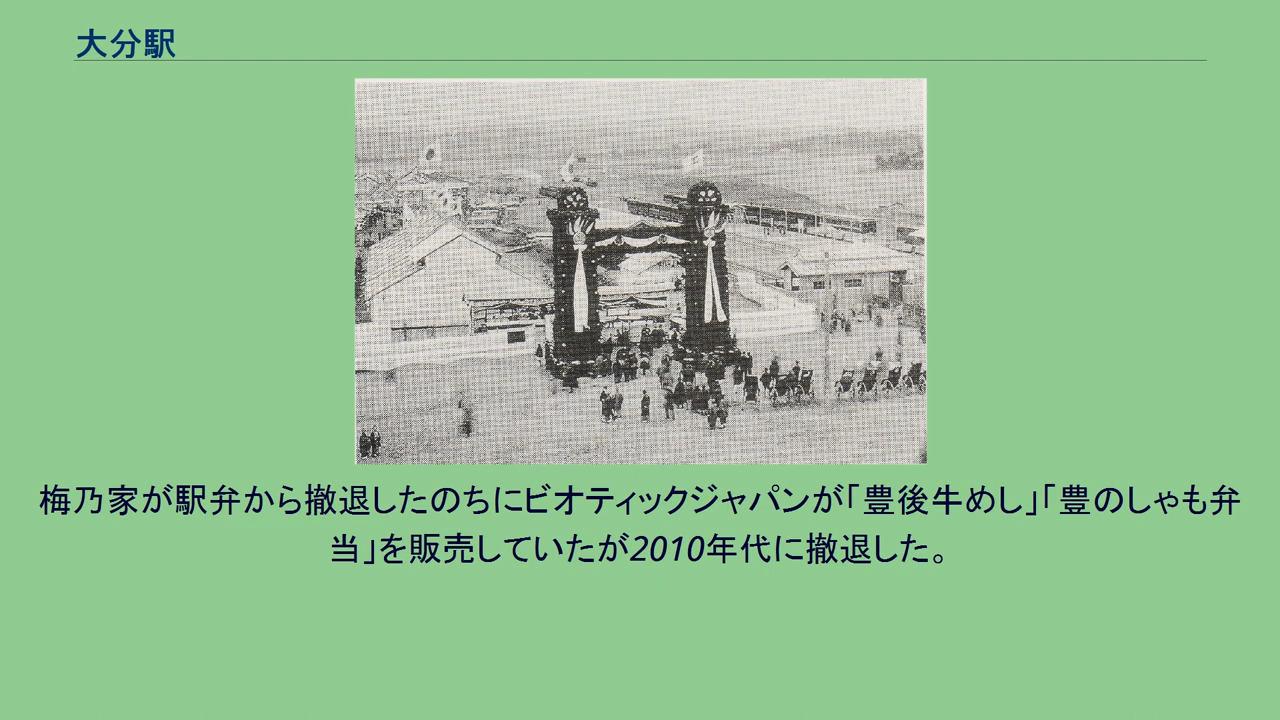 大分駅
梅乃家が駅弁から撤退したのちにビオティックジャパンが「豊後牛めし」「豊のしゃも弁
当」を販売していたが2010年代に撤退した。